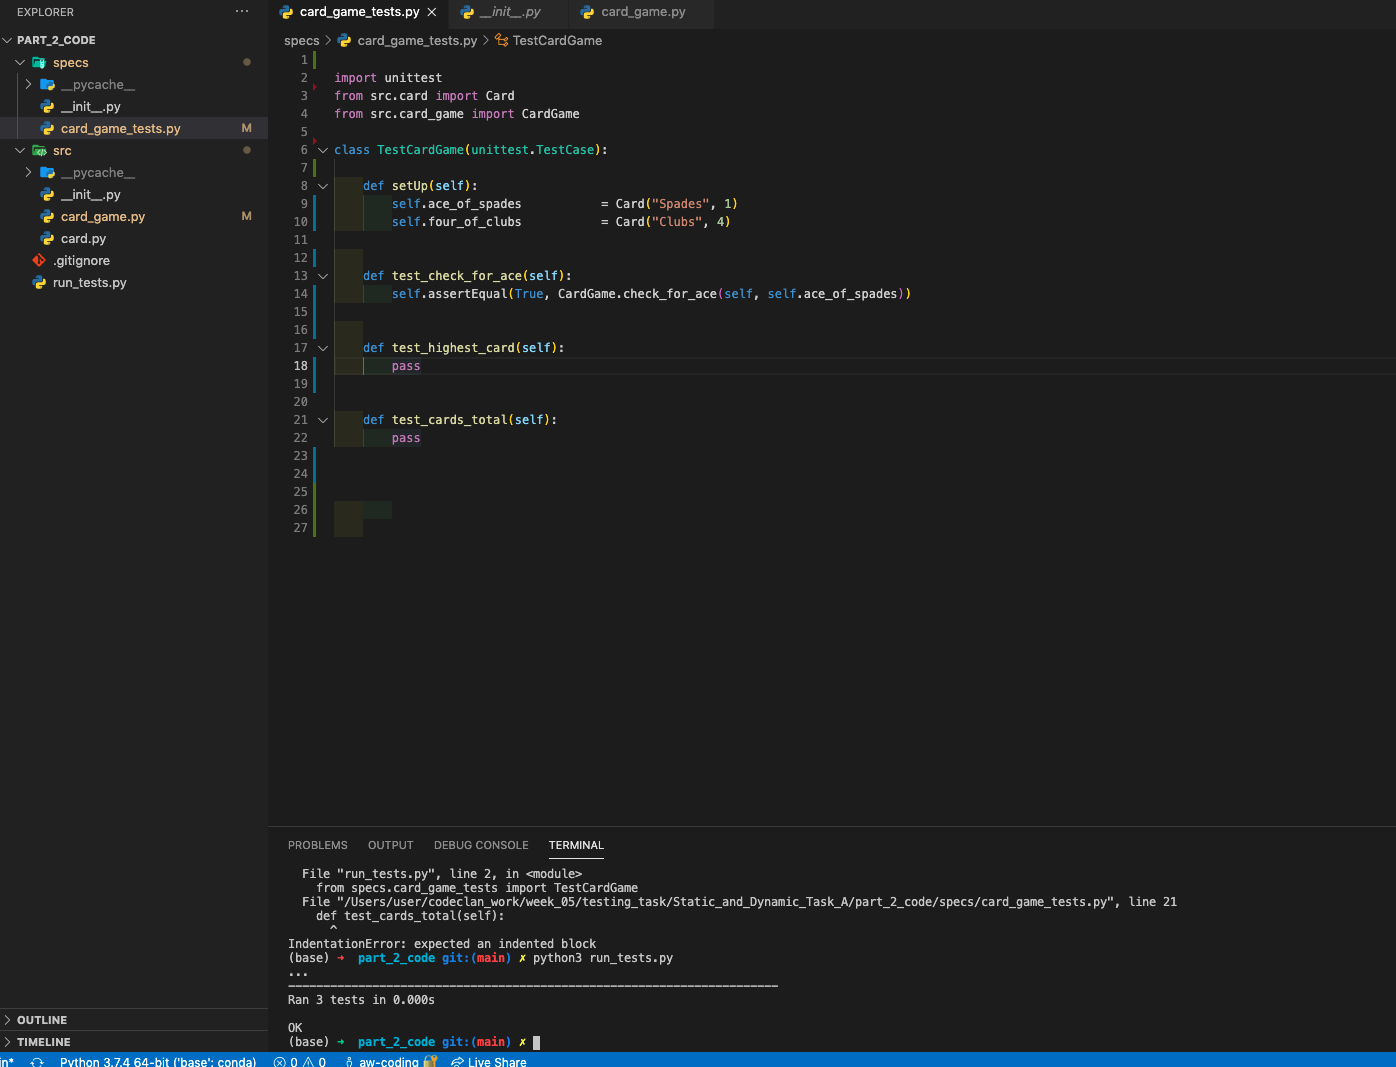 EXPLORER ···
PART_2_CODE
specs
__pycache__
__init__.py
card_game_tests.py M
src
__pycache__
__init__.py
card_game.py M
card.py
.gitignore
run_tests.py
OUTLINE
TIMELINE
card_game_tests.py __init__.py card_game.py
specs > card_game_tests.py > TestCardGame
1
2 import unittest
3 from src.card import Card
4 from src.card_game import CardGame
5
6 class TestCardGame(unittest.TestCase):
7
8 def setUp(self):
9 self.ace_of_spades = Card("Spades", 1)
10 self.four_of_clubs = Card("Clubs", 4)
11
12
13 def test_check_for_ace(self):
14 self.assertEqual(True, CardGame.check_for_ace(self, self.ace_of_spades))
15
16
17 def test_highest_card(self):
18 pass
19
20
21 def test_cards_total(self):
22 pass
23
24
25
26
27
PROBLEMS OUTPUT DEBUG CONSOLE TERMINAL
File "run_tests.py", line 2, in <module>
from specs.card_game_tests import TestCardGame
File "/Users/user/codeclan_work/week_05/testing_task/Static_and_Dynamic_Task_A/part_2_code/specs/card_game_tests.py", line 21
def test_cards_total(self):
^
IndentationError: expected an indented block
(base) ➜ part_2_code git:(main) ✗ python3 run_tests.py
...
----------------------------------------------------------------------
Ran 3 tests in 0.000s
OK
(base) ➜ part_2_code git:(main) ✗
in* Python 3.7.4 64-bit ('base': conda) 0 0 aw-coding Live Share